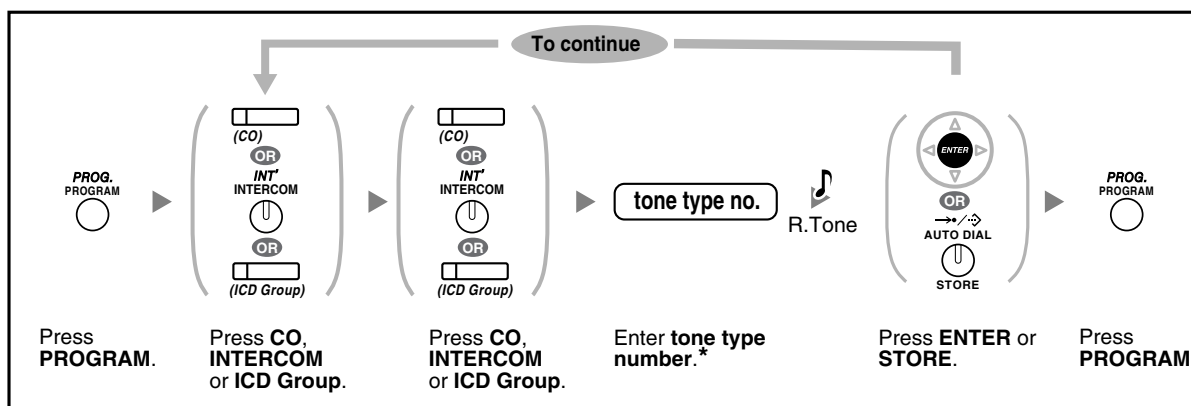 To continue
PROG.
PROGRAM
(CO)
OR
INT'
INTERCOM
OR
(ICD Group)
(CO)
OR
INT'
INTERCOM
OR
(ICD Group)
tone type no.
R.Tone
ENTER
OR
AUTO DIAL
STORE
PROG.
PROGRAM
Press
PROGRAM.
Press CO,
INTERCOM
or ICD Group.
Press CO,
INTERCOM
or ICD Group.
Enter tone type
number.*
Press ENTER or
STORE.
Press
PROGRAM